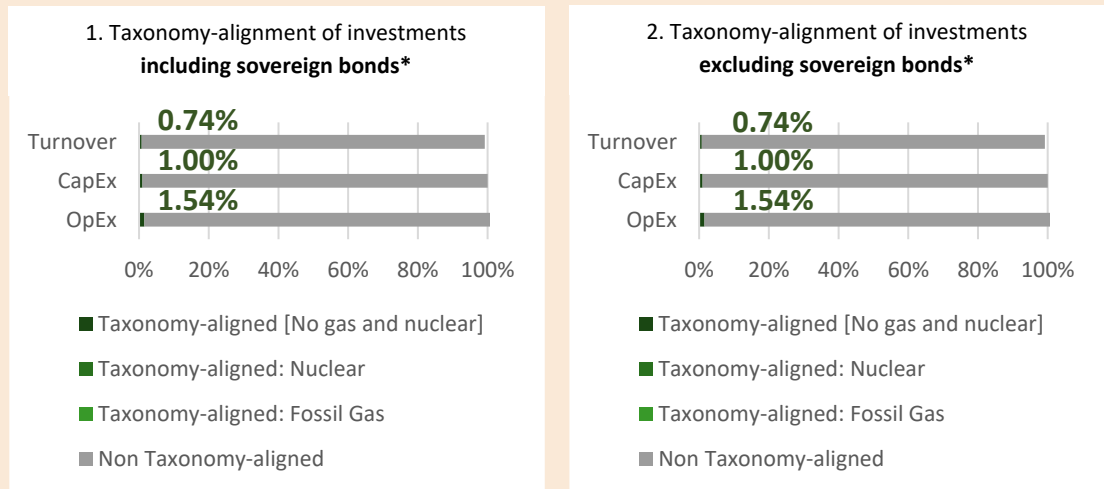 1. Taxonomy-alignment of investments
including sovereign bonds*
0.74%
Turnover
1.00%
CapEx
1.54%
OpEx
0% 20% 40% 60% 80% 100%
Taxonomy-aligned [No gas and nuclear]
Taxonomy-aligned: Nuclear
Taxonomy-aligned: Fossil Gas
Non Taxonomy-aligned
2. Taxonomy-alignment of investments
excluding sovereign bonds*
0.74%
Turnover
1.00%
CapEx
1.54%
OpEx
0% 20% 40% 60% 80% 100%
Taxonomy-aligned [No gas and nuclear]
Taxonomy-aligned: Nuclear
Taxonomy-aligned: Fossil Gas
Non Taxonomy-aligned